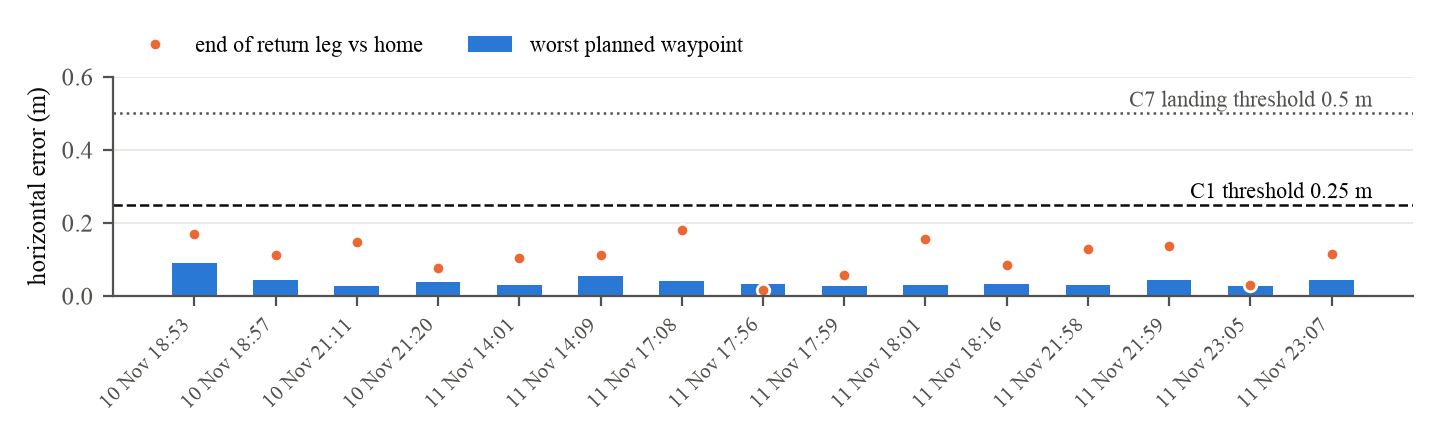 end of return leg vs home
worst planned waypoint
horizontal error (m)
0.6
0.4
0.2
0.0
C7 landing threshold 0.5 m
C1 threshold 0.25 m
10 Nov 18:53
10 Nov 18:57
10 Nov 21:11
10 Nov 21:20
11 Nov 14:01
11 Nov 14:09
11 Nov 17:08
11 Nov 17:56
11 Nov 17:59
11 Nov 18:01
11 Nov 18:16
11 Nov 21:58
11 Nov 21:59
11 Nov 23:05
11 Nov 23:07